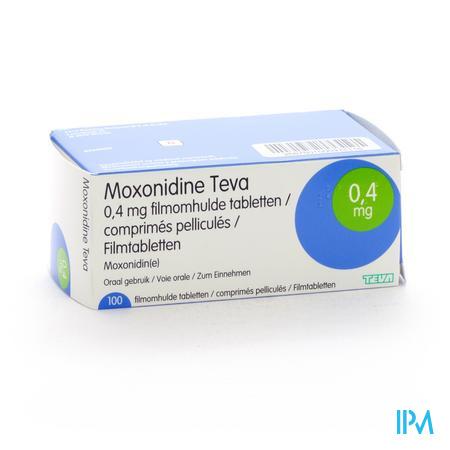 Moxonidine Teva
0,4 mg filmomhulde tabletten /
comprimés pelliculés /
Filmtabletten
Moxonidin(e)
Oraal gebruik / Voie orale / Zum Einnehmen
100 filmomhulde tabletten / comprimés pelliculés / Filmtabletten
0,4
mg
TEVA
Moxonidine Teva
0,4
IPM